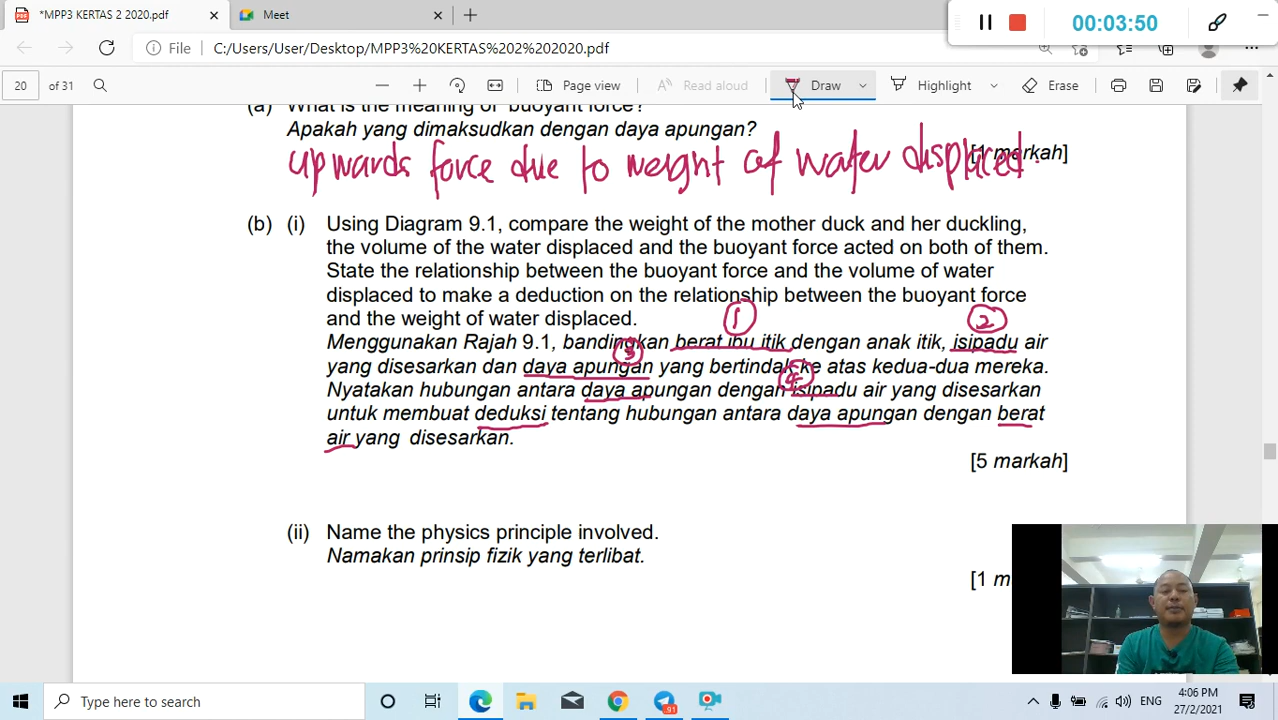 *MPP3 KERTAS 2 2020.pdf
Meet
00:03:50
File C:/Users/User/Desktop/MPP3%20KERTAS%202%202020.pdf
20 of 31 Page view Read aloud Draw Highlight Erase
(a) What is the meaning of 'buoyant force'?
Apakah yang dimaksudkan dengan daya apungan?
[1 markah]
upwards force due to weight of water displaced
(b) (i) Using Diagram 9.1, compare the weight of the mother duck and her duckling,
the volume of the water displaced and the buoyant force acted on both of them.
State the relationship between the buoyant force and the volume of water
displaced to make a deduction on the relationship between the buoyant force
and the weight of water displaced.
1 2
Menggunakan Rajah 9.1, bandingkan berat ibu itik dengan anak itik, isipadu air
3
yang disesarkan dan daya apungan yang bertindak ke atas kedua-dua mereka.
4
Nyatakan hubungan antara daya apungan dengan isipadu air yang disesarkan
untuk membuat deduksi tentang hubungan antara daya apungan dengan berat
air yang disesarkan.
[5 markah]
(ii) Name the physics principle involved.
Namakan prinsip fizik yang terlibat.
[1 m
Type here to search
91
ENG
4:06 PM
27/2/2021